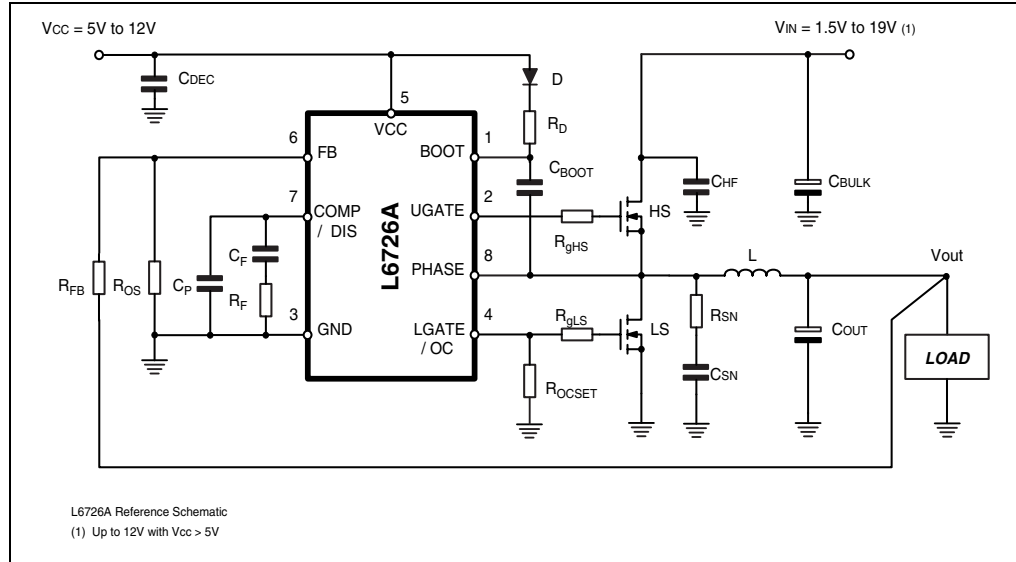 VCC = 5V to 12V
VIN = 1.5V to 19V (1)
CDEC
D
5
VCC
RD
6
FB
1
BOOT
CBOOT
CHF
CBULK
7
COMP
/ DIS
2
UGATE
HS
RgHS
L6726A
CF
L
Vout
8
PHASE
RFB
ROS
CP
RF
RSN
3
GND
4
LGATE
/ OC
RgLS
LS
COUT
CSN
ROCSET
LOAD
L6726A Reference Schematic
(1) Up to 12V with Vcc > 5V